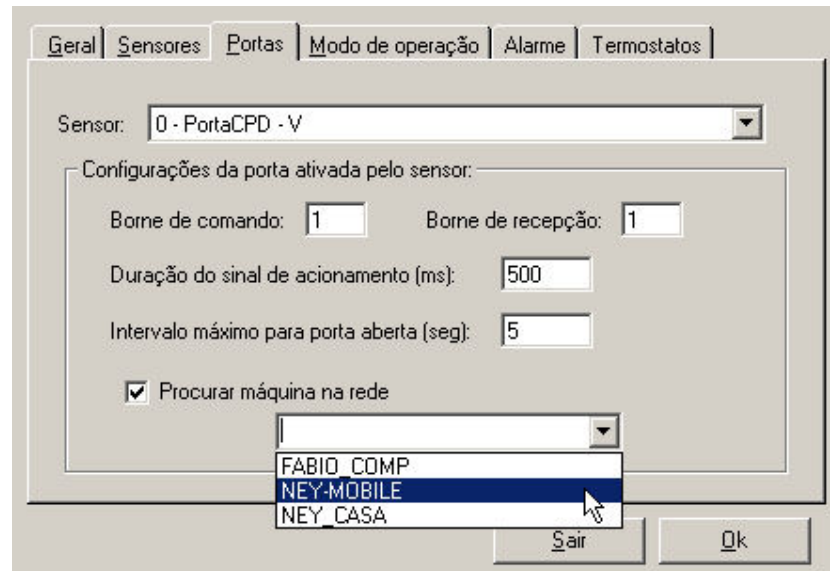 Geral Sensores Portas Modo de operação Alarme Termostatos
Sensor: 0 - PortaCPD - V
Configurações da porta ativada pelo sensor:
Borne de comando: 1 Borne de recepção: 1
Duração do sinal de acionamento (ms): 500
Intervalo máximo para porta aberta (seg): 5
Procurar máquina na rede
FABIO_COMP
NEY-MOBILE
NEY_CASA
Sair Ok